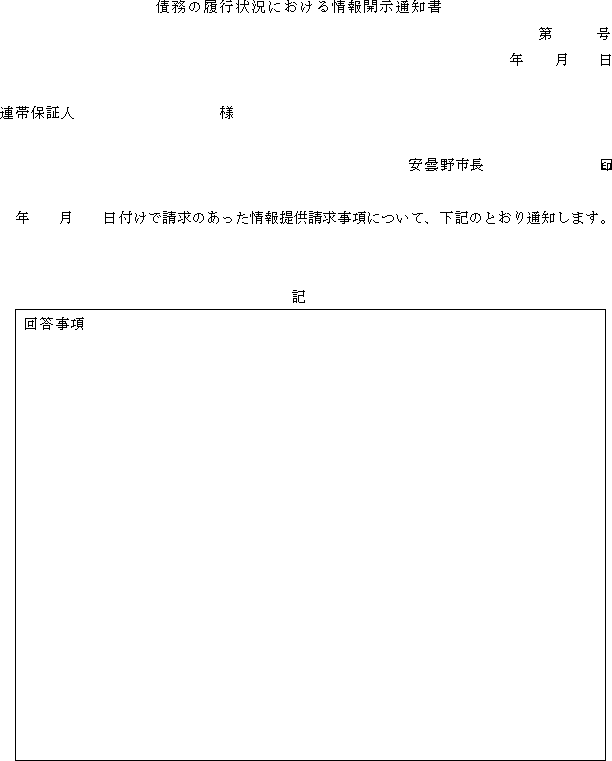 債務の履行状況における情報開示通知書
第　　　号
年　　月　　日
連帯保証人　　　　　　　　　様
安曇野市長　　　　　　　印
年　　月　　日付けで請求のあった情報提供請求事項について、下記のとおり通知します。
記
回答事項